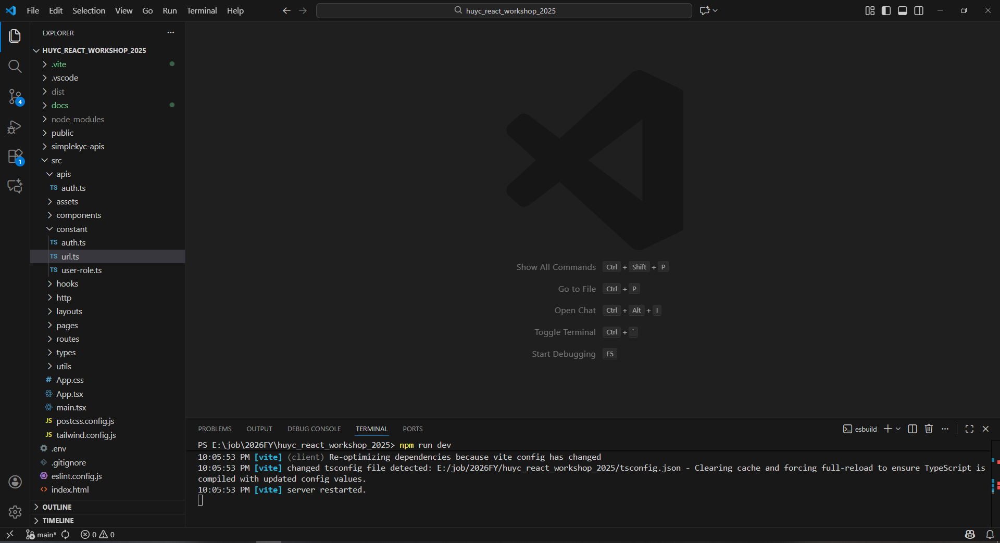 File Edit Selection View Go Run Terminal Help
huyc_react_workshop_2025
EXPLORER
HUYC_REACT_WORKSHOP_2025
.vite
.vscode
dist
docs
node_modules
public
simplekyc-apis
src
apis
TS auth.ts
assets
components
constant
TS auth.ts
TS url.ts
TS user-role.ts
hooks
http
layouts
pages
routes
types
utils
# App.css
App.tsx
main.tsx
JS postcss.config.js
JS tailwind.config.js
.env
.gitignore
eslint.config.js
<> index.html
OUTLINE
TIMELINE
4
1
Show All Commands Ctrl + Shift + P
Go to File Ctrl + P
Open Chat Ctrl + Alt + I
Toggle Terminal Ctrl + `
Start Debugging F5
PROBLEMS OUTPUT DEBUG CONSOLE TERMINAL PORTS
esbuild
PS E:\job\2026FY\huyc_react_workshop_2025> npm run dev
10:05:53 PM [vite] (client) Re-optimizing dependencies because vite config has changed
10:05:53 PM [vite] changed tsconfig file detected: E:/job/2026FY/huyc_react_workshop_2025/tsconfig.json - Clearing cache and forcing full-reload to ensure TypeScript is
compiled with updated config values.
10:05:53 PM [vite] server restarted.
main* 0 0